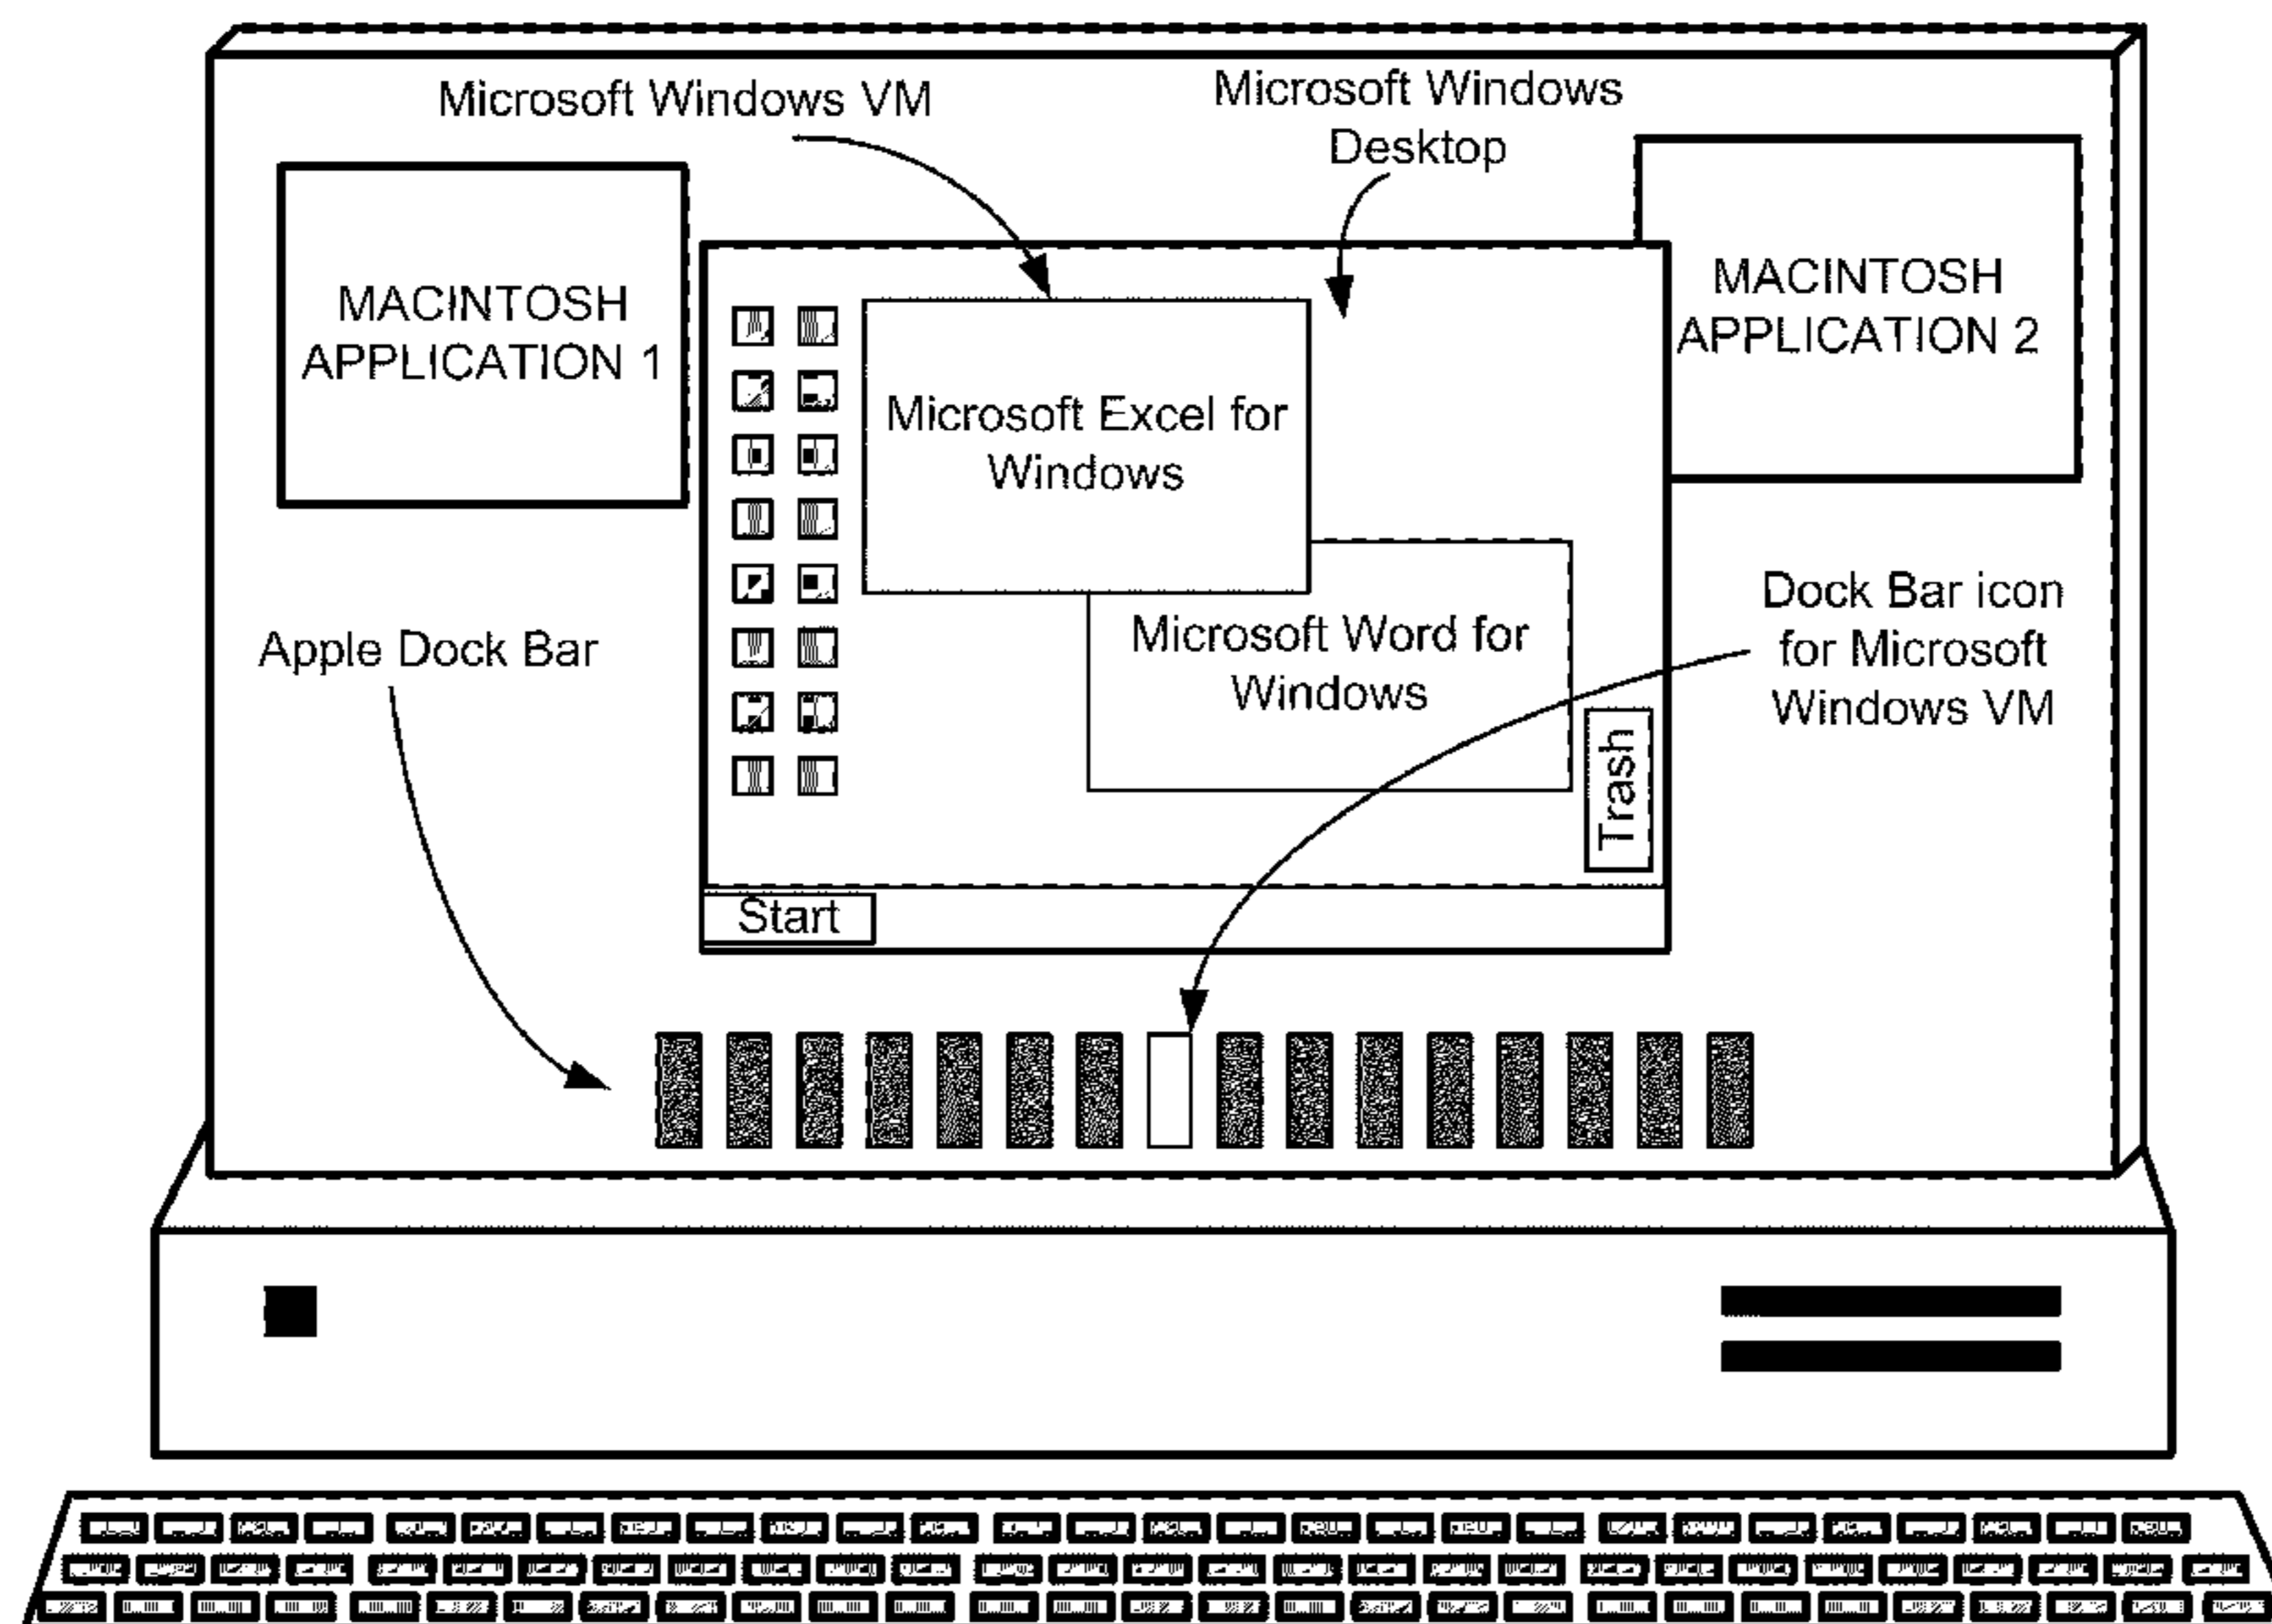 Microsoft Windows VM
Microsoft Windows
Desktop
MACINTOSH
APPLICATION 1
MACINTOSH
APPLICATION 2
Microsoft Excel for
Windows
Apple Dock Bar
Microsoft Word for
Windows
Dock Bar icon
for Microsoft
Windows VM
Trash
Start